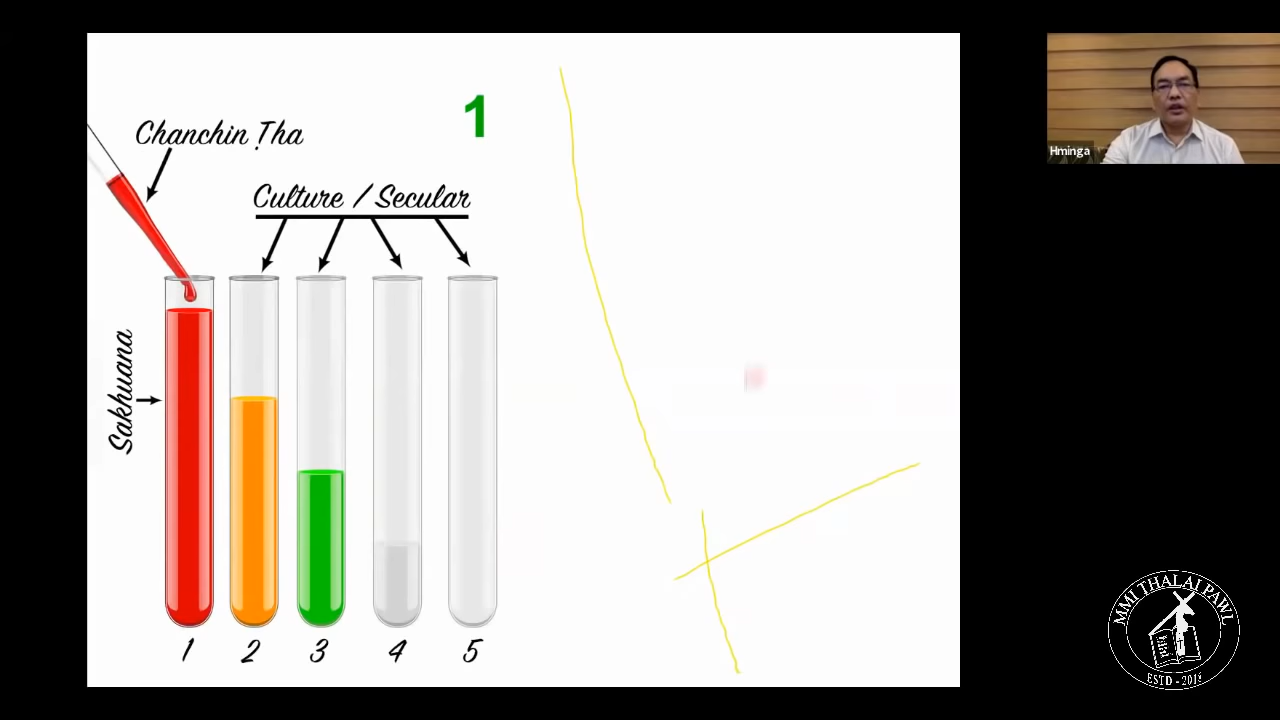 1
Chanchin Ṭha
Culture / Secular
Sakhuana
1 2 3 4 5
Hminga
MMI THALAI PAWL
ESTD - 2018